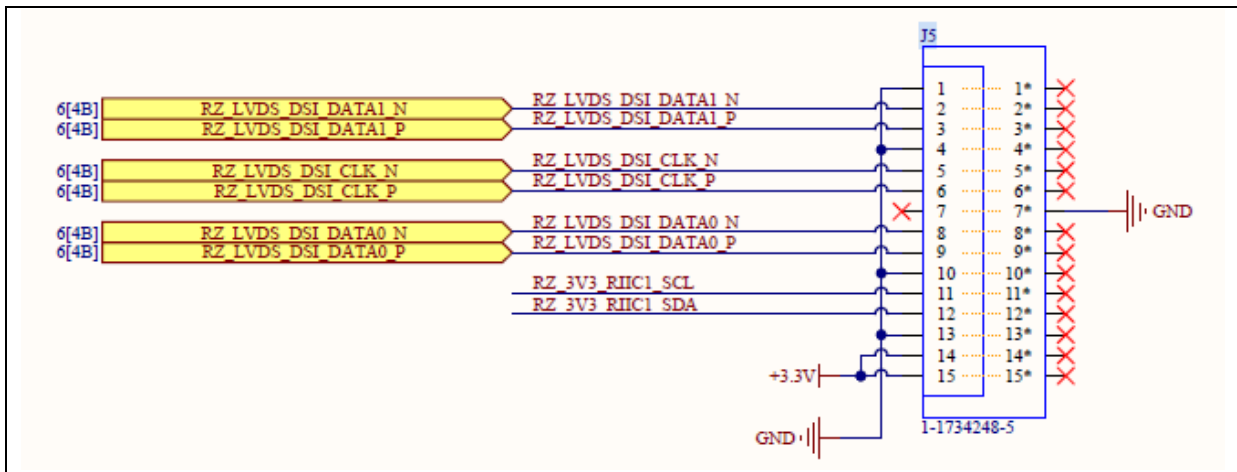 J5
1 1*
6[4B] RZ_LVDS_DSI_DATA1_N RZ_LVDS_DSI_DATA1_N 2 2*
6[4B] RZ_LVDS_DSI_DATA1_P RZ_LVDS_DSI_DATA1_P 3 3*
4 4*
6[4B] RZ_LVDS_DSI_CLK_N RZ_LVDS_DSI_CLK_N 5 5*
6[4B] RZ_LVDS_DSI_CLK_P RZ_LVDS_DSI_CLK_P 6 6*
7 7* GND
6[4B] RZ_LVDS_DSI_DATA0_N RZ_LVDS_DSI_DATA0_N 8 8*
6[4B] RZ_LVDS_DSI_DATA0_P RZ_LVDS_DSI_DATA0_P 9 9*
10 10*
RZ_3V3_RIIC1_SCL 11 11*
RZ_3V3_RIIC1_SDA 12 12*
13 13*
14 14*
+3.3V 15 15*
1-1734248-5
GND